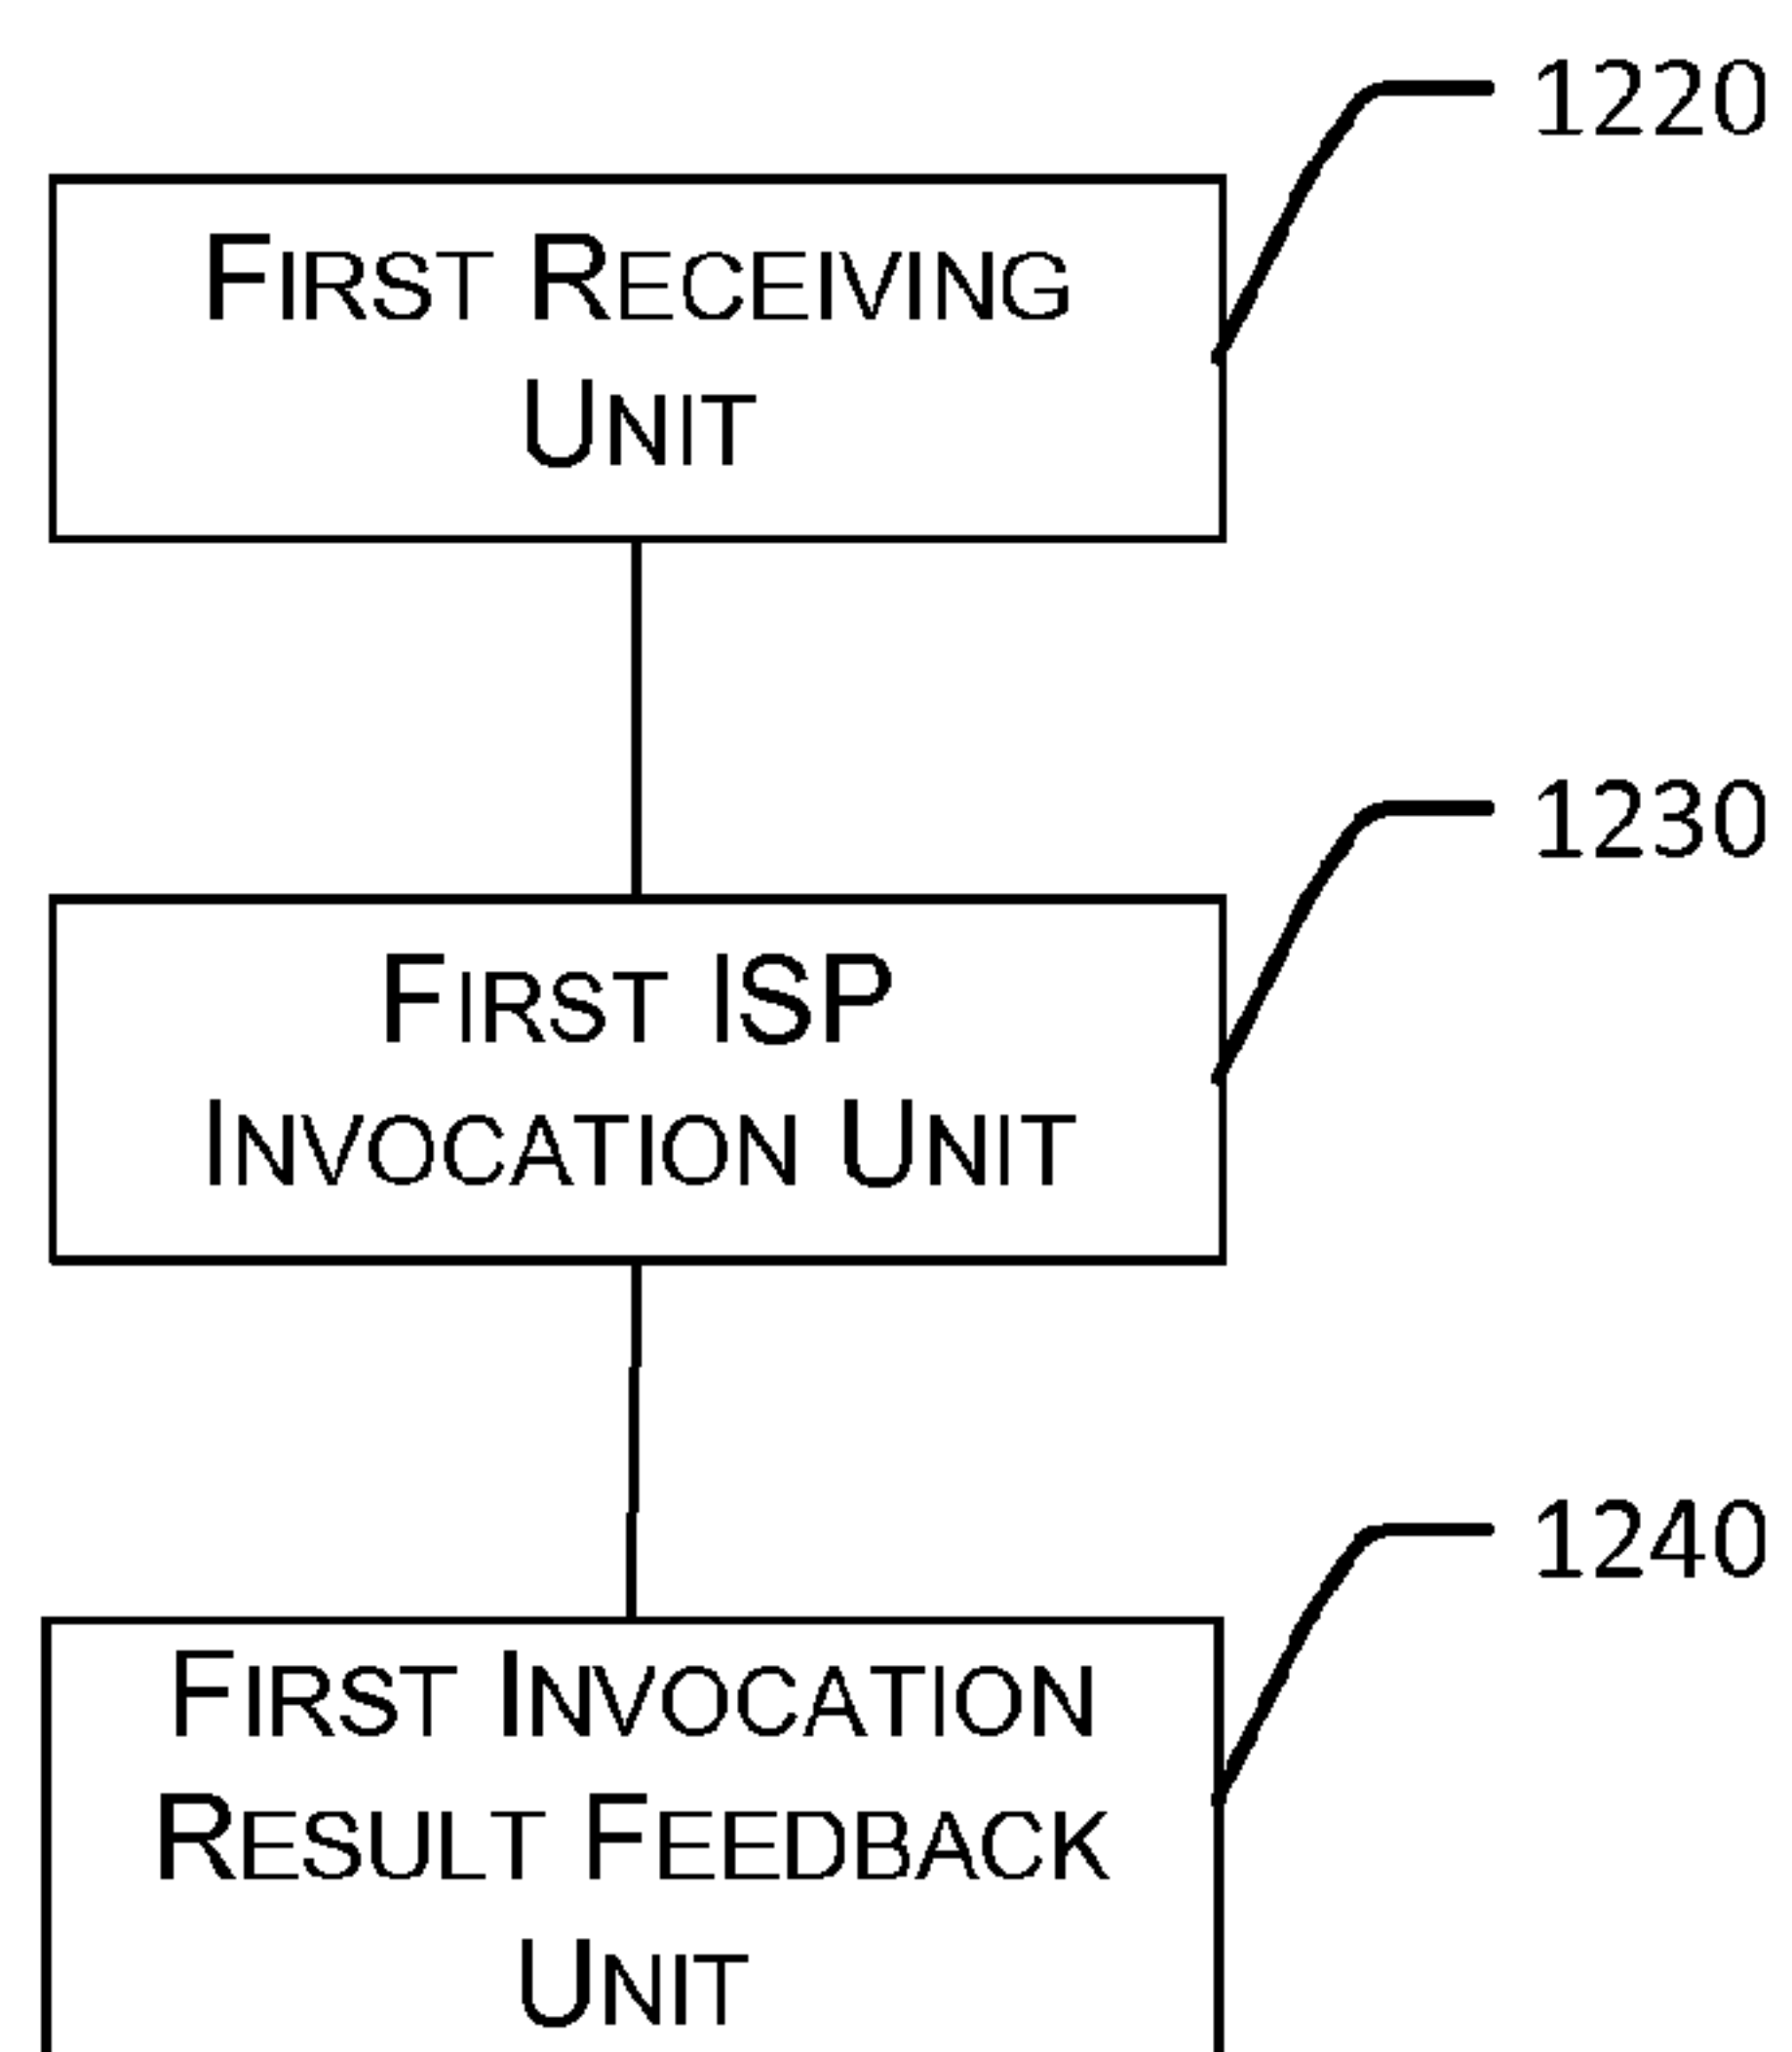 1220
FIRST RECEIVING
UNIT
1230
FIRST ISP
INVOCATION UNIT
1240
FIRST INVOCATION
RESULT FEEDBACK
UNIT